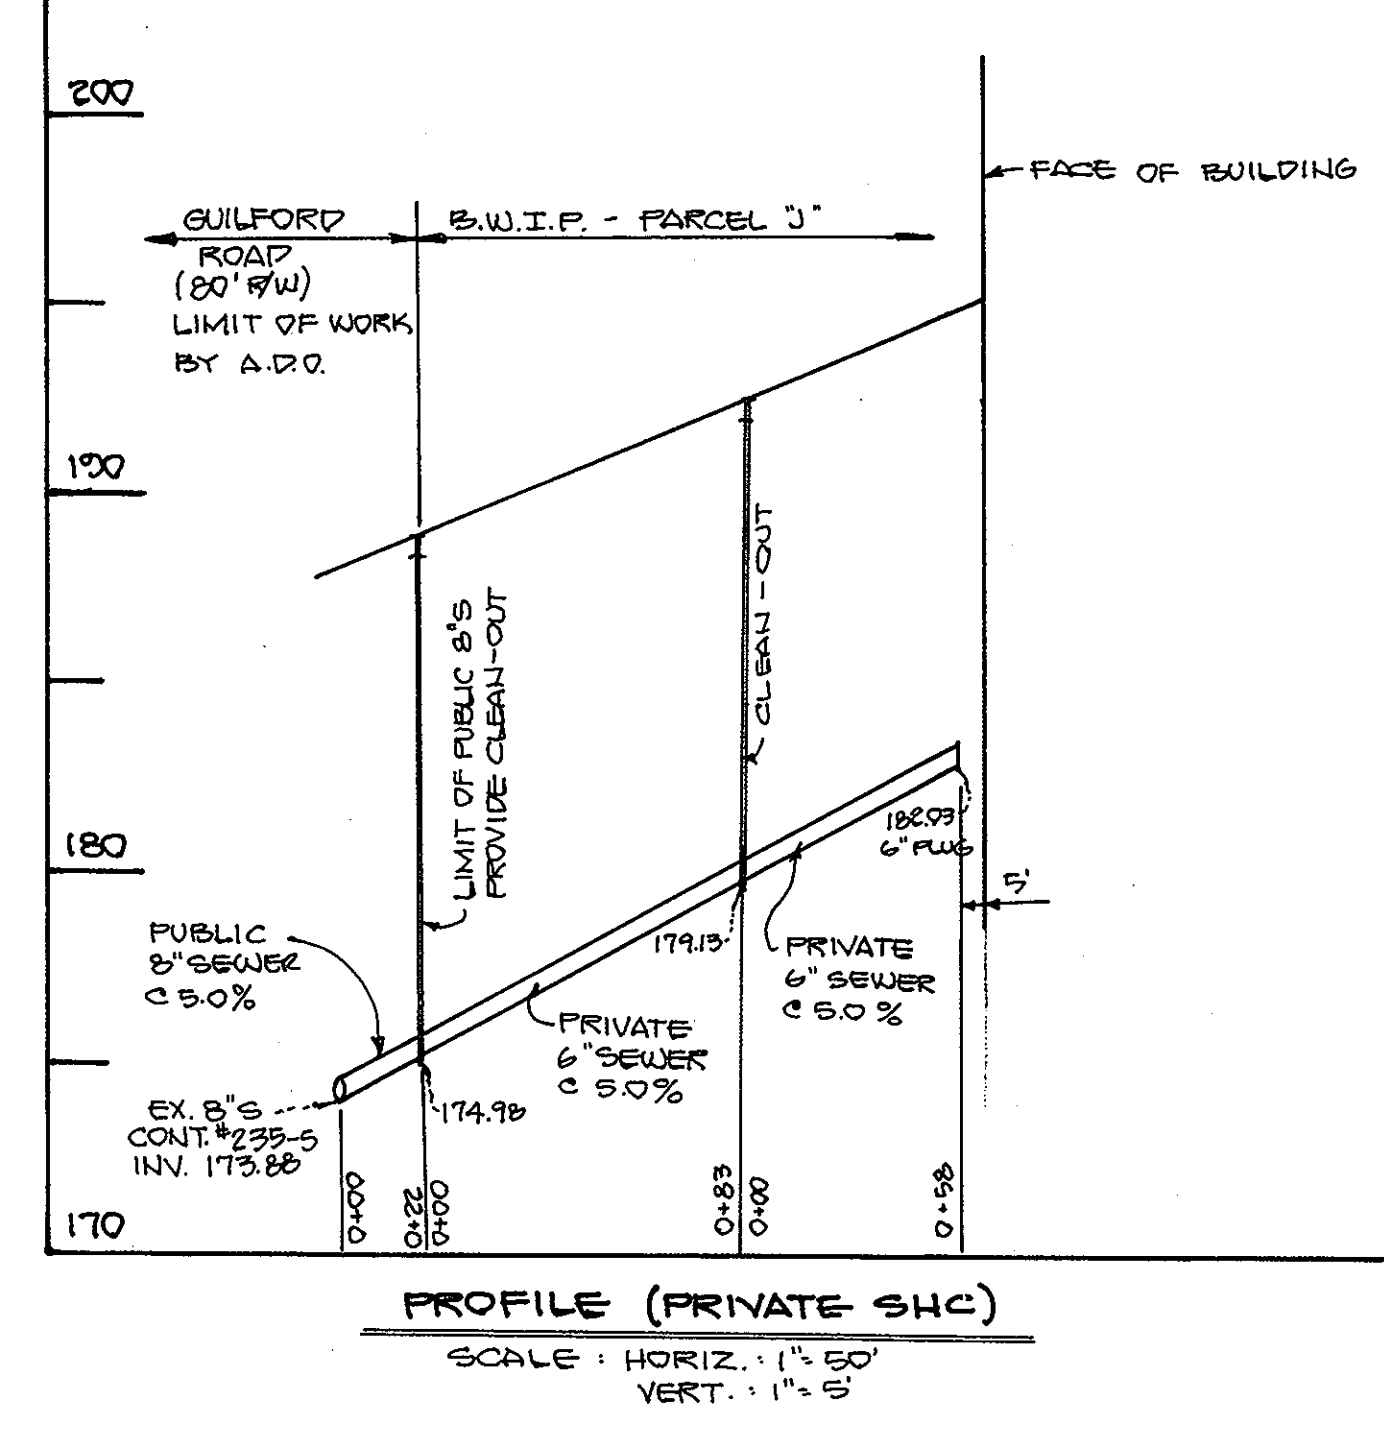 200
FACE OF BUILDING
GUILFORD
ROAD
(80' R/W)
LIMIT OF WORK
BY A.D.O.
B.W.I.P. - PARCEL "J"
190
CLEAN-OUT
LIMIT OF PUBLIC 8"S
PROVIDE CLEAN-OUT
180
182.03
6" PLUG
5'
PUBLIC
8" SEWER
C 5.0%
179.13
PRIVATE
6" SEWER
C 5.0%
PRIVATE
6" SEWER
C 5.0%
EX. 8"S
CONT. #235-S
INV. 173.88
174.98
170
0+00
0+22
0+00
0+83
0+00
0+58
PROFILE (PRIVATE SHC)
SCALE : HORIZ. : 1"= 50'
VERT. : 1"= 5'